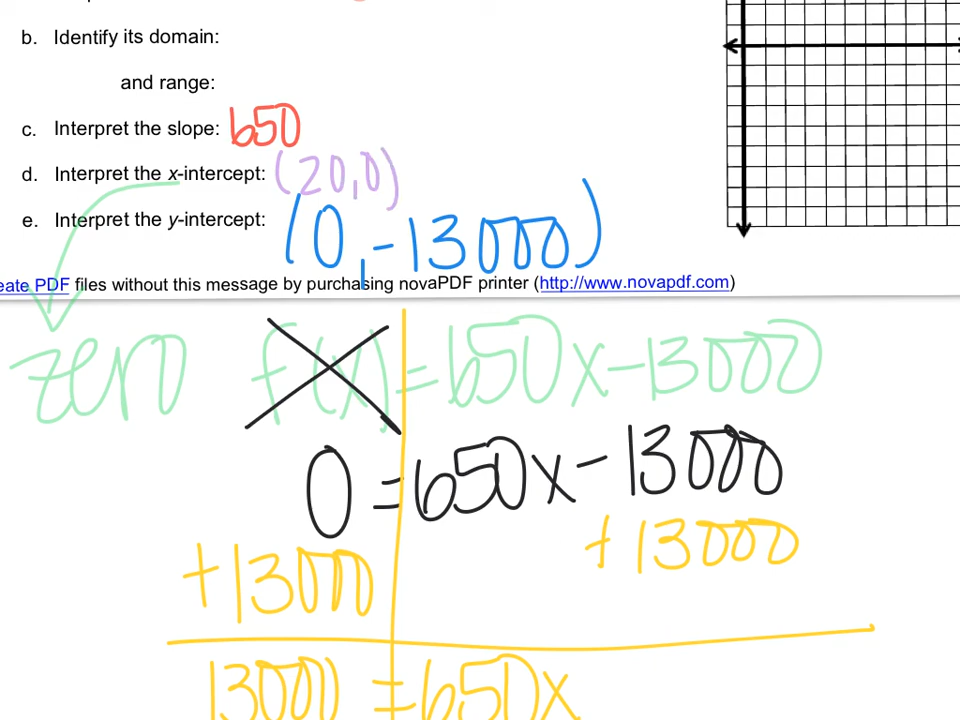 b. Identify its domain:
and range:
c. Interpret the slope: 650
d. Interpret the x-intercept: (20,0)
e. Interpret the y-intercept: (0,-13000)
eate PDF files without this message by purchasing novaPDF printer (http://www.novapdf.com)
zero f(x)=650x-13000
0=650x-13000
+13000 +13000
13000=650x